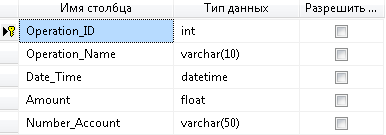 Имя столбца Тип данных Разрешить ...
Operation_ID int
Operation_Name varchar(10)
Date_Time datetime
Amount float
Number_Account varchar(50)